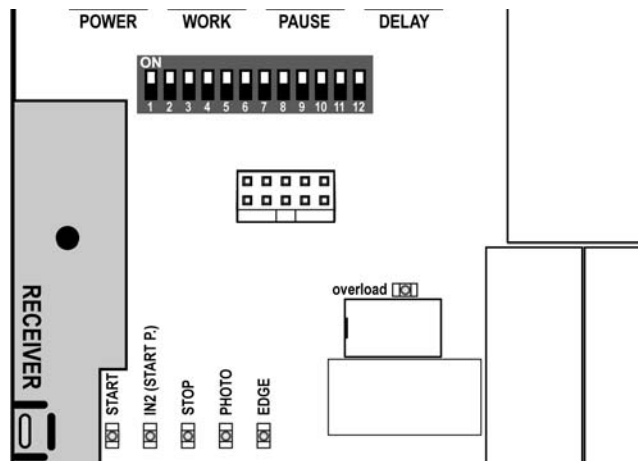 POWER WORK PAUSE DELAY
ON
1 2 3 4 5 6 7 8 9 10 11 12
overload
RECEIVER
START
IN2 (START P.)
STOP
PHOTO
EDGE